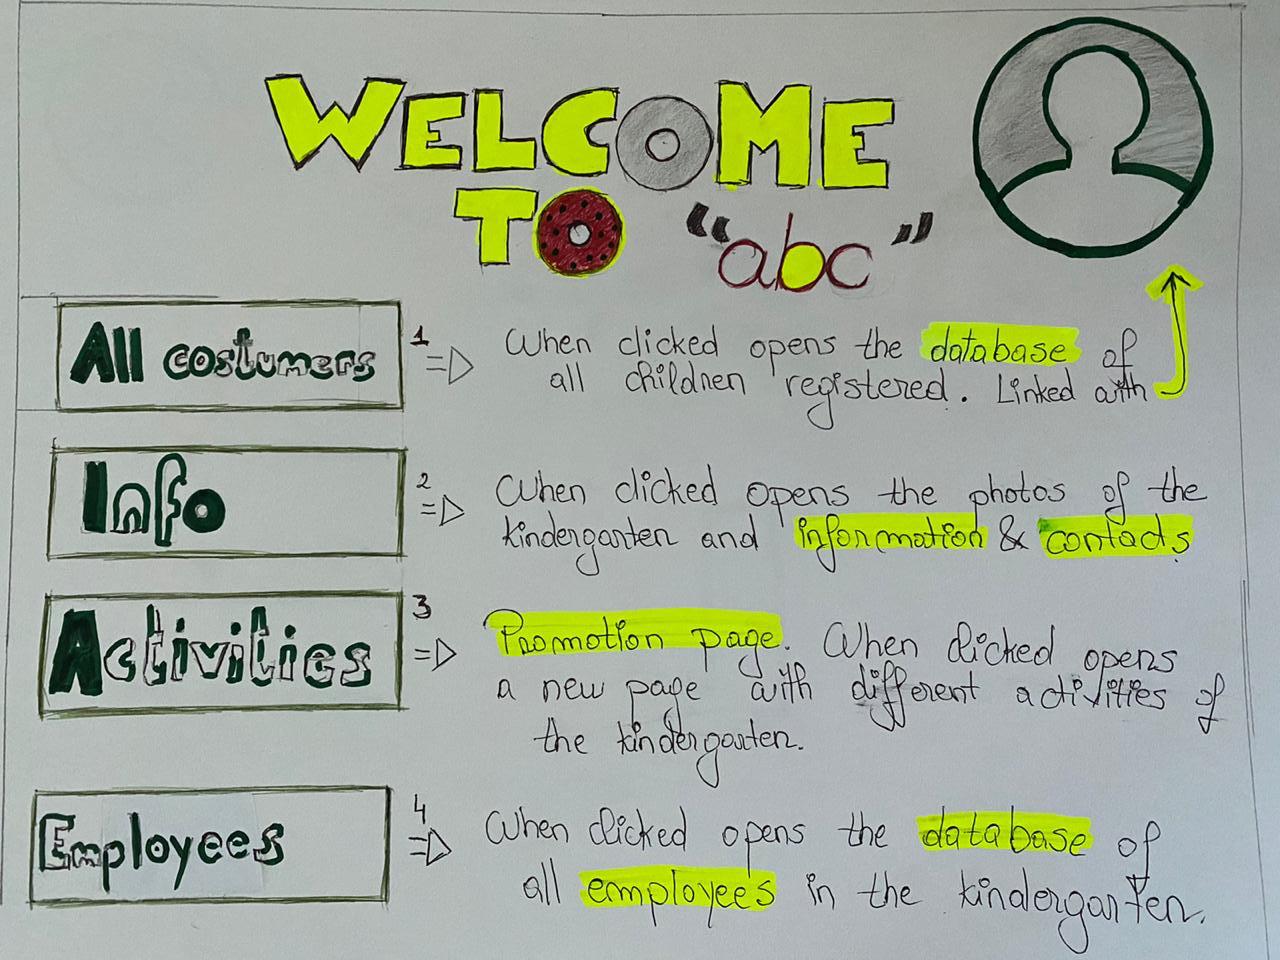 WELCOME
TO "abc"
All costumers
1 => When clicked opens the database of
all children registered. Linked with
Info
2 => When clicked opens the photos of the
kindergarten and information & contacts
Activities
3 => Promotion page. When clicked opens
a new page with different activities of
the kindergarten.
Employees
4 => When clicked opens the database of
all employees in the kindergarten.